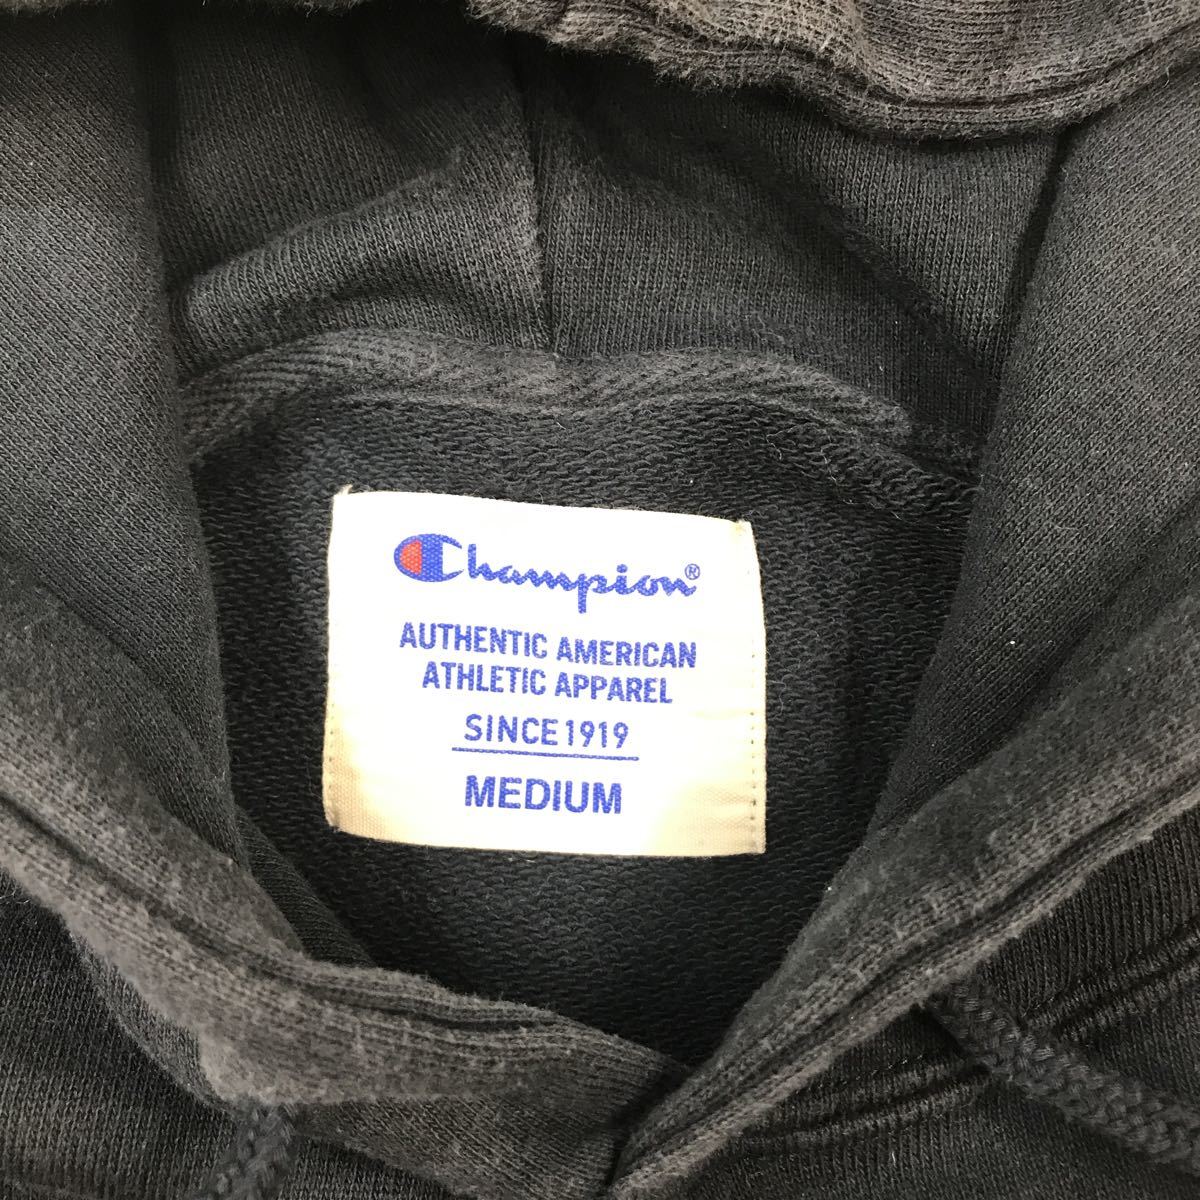 Champion®
AUTHENTIC AMERICAN
ATHLETIC APPAREL
SINCE 1919
MEDIUM